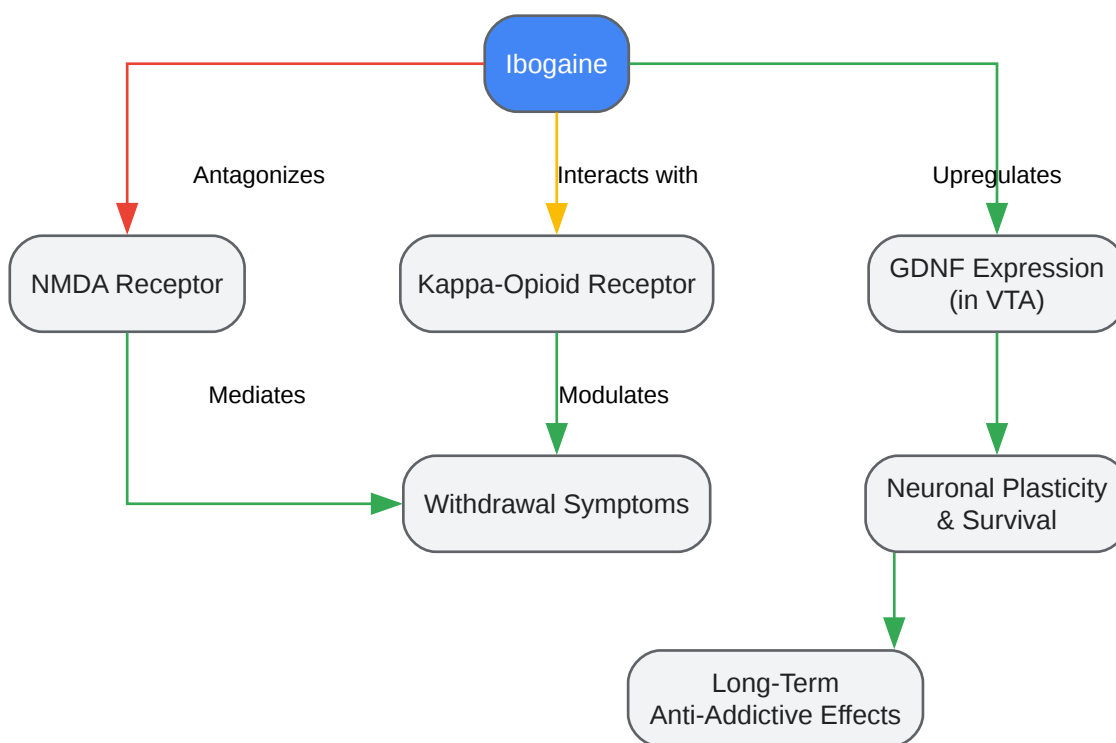 Ibogaine
Antagonizes
Interacts with
Upregulates
NMDA Receptor
Kappa-Opioid Receptor
GDNF Expression
(in VTA)
Mediates
Modulates
Withdrawal Symptoms
Neuronal Plasticity
& Survival
Long-Term
Anti-Addictive Effects